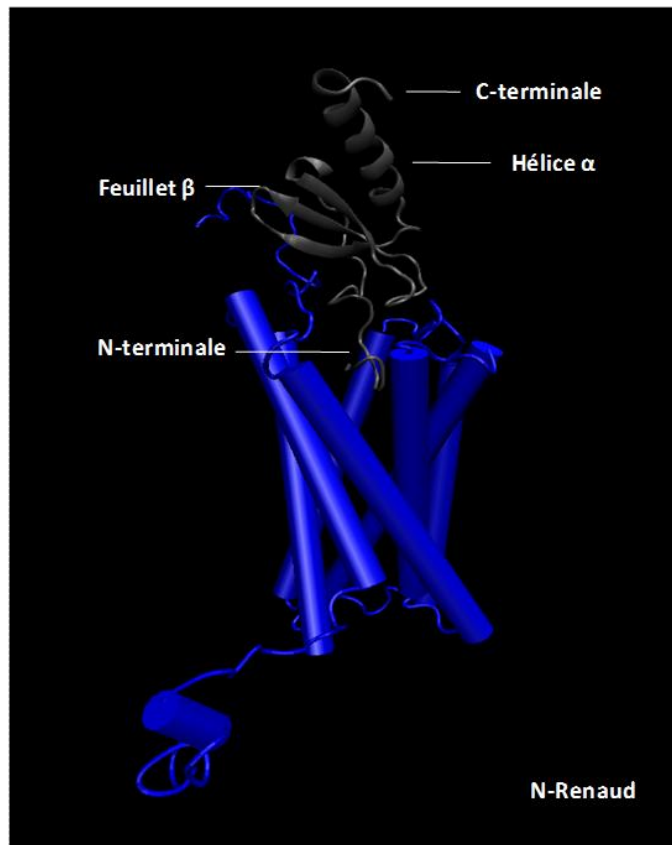 C-terminale
Hélice α
Feuillet β
N-terminale
N-Renaud